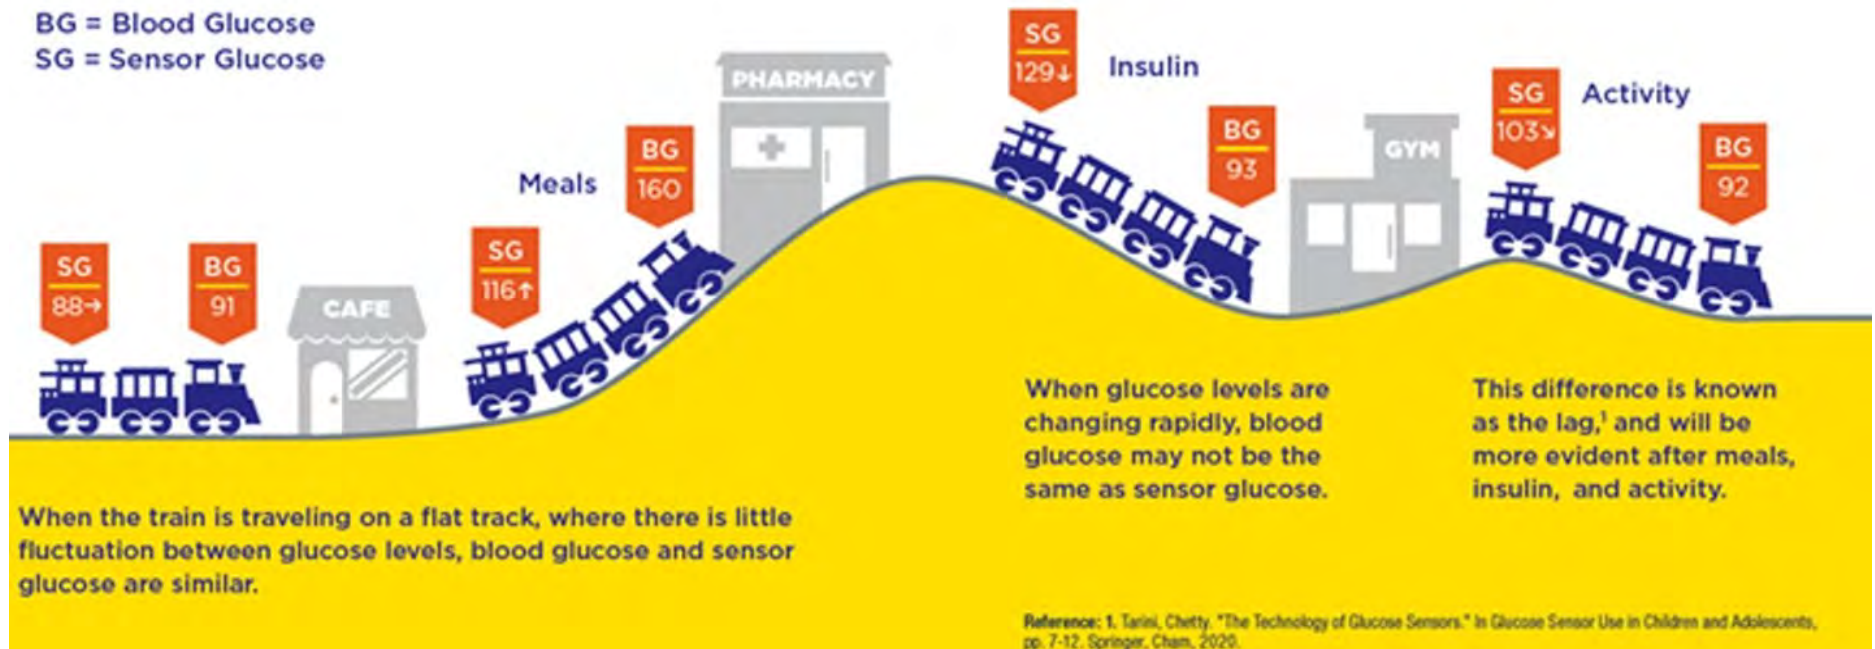 BG = Blood Glucose
SG = Sensor Glucose
SG
88→
BG
91
CAFE
SG
116↑
Meals
BG
160
PHARMACY
SG
129↓
Insulin
BG
93
GYM
SG
103↘
Activity
BG
92
When the train is traveling on a flat track, where there is little
fluctuation between glucose levels, blood glucose and sensor
glucose are similar.
When glucose levels are
changing rapidly, blood
glucose may not be the
same as sensor glucose.
This difference is known
as the lag,¹ and will be
more evident after meals,
insulin, and activity.
Reference: 1. Tarini, Chetty. "The Technology of Glucose Sensors." In Glucose Sensor Use in Children and Adolescents,
pp. 7-12. Springer, Cham, 2020.